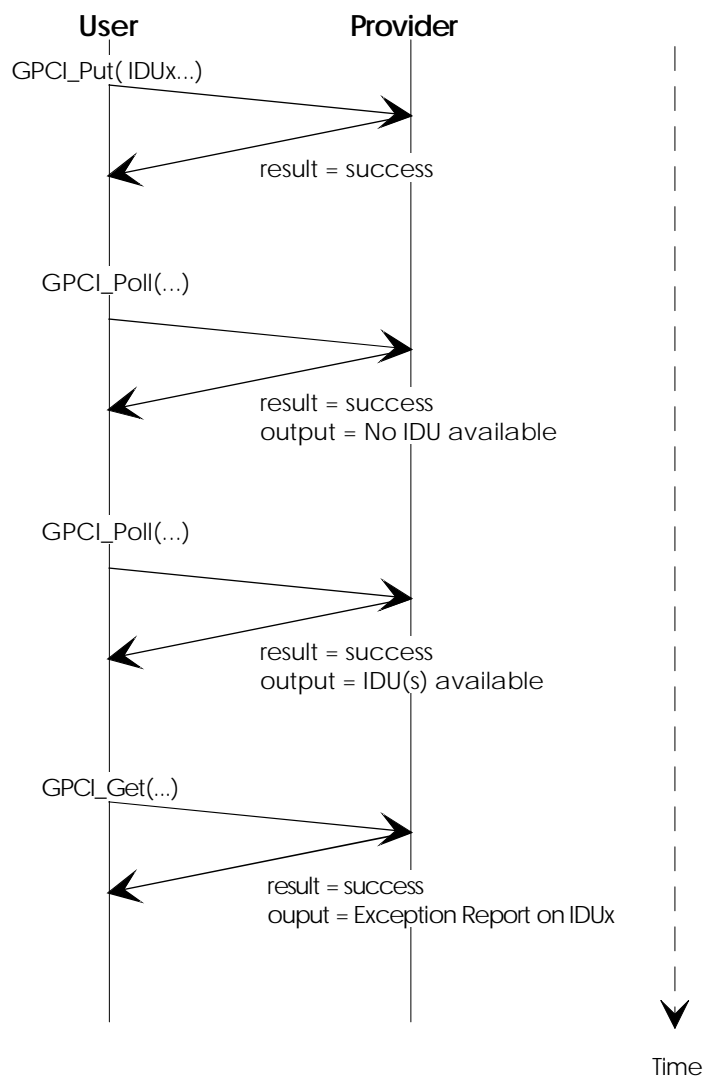 User
Provider
GPCI_Put( IDUx...)
result = success
GPCI_Poll(...)
result = success
output = No IDU available
GPCI_Poll(...)
result = success
output = IDU(s) available
GPCI_Get(...)
result = success
ouput = Exception Report on IDUx
Time